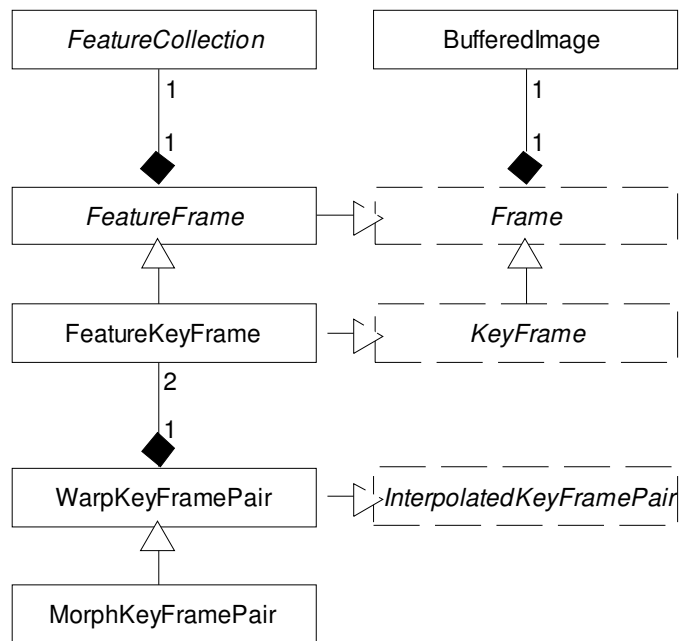 FeatureCollection
BufferedImage
1
1
1
1
FeatureFrame
Frame
FeatureKeyFrame
KeyFrame
2
1
WarpKeyFramePair
InterpolatedKeyFramePair
MorphKeyFramePair